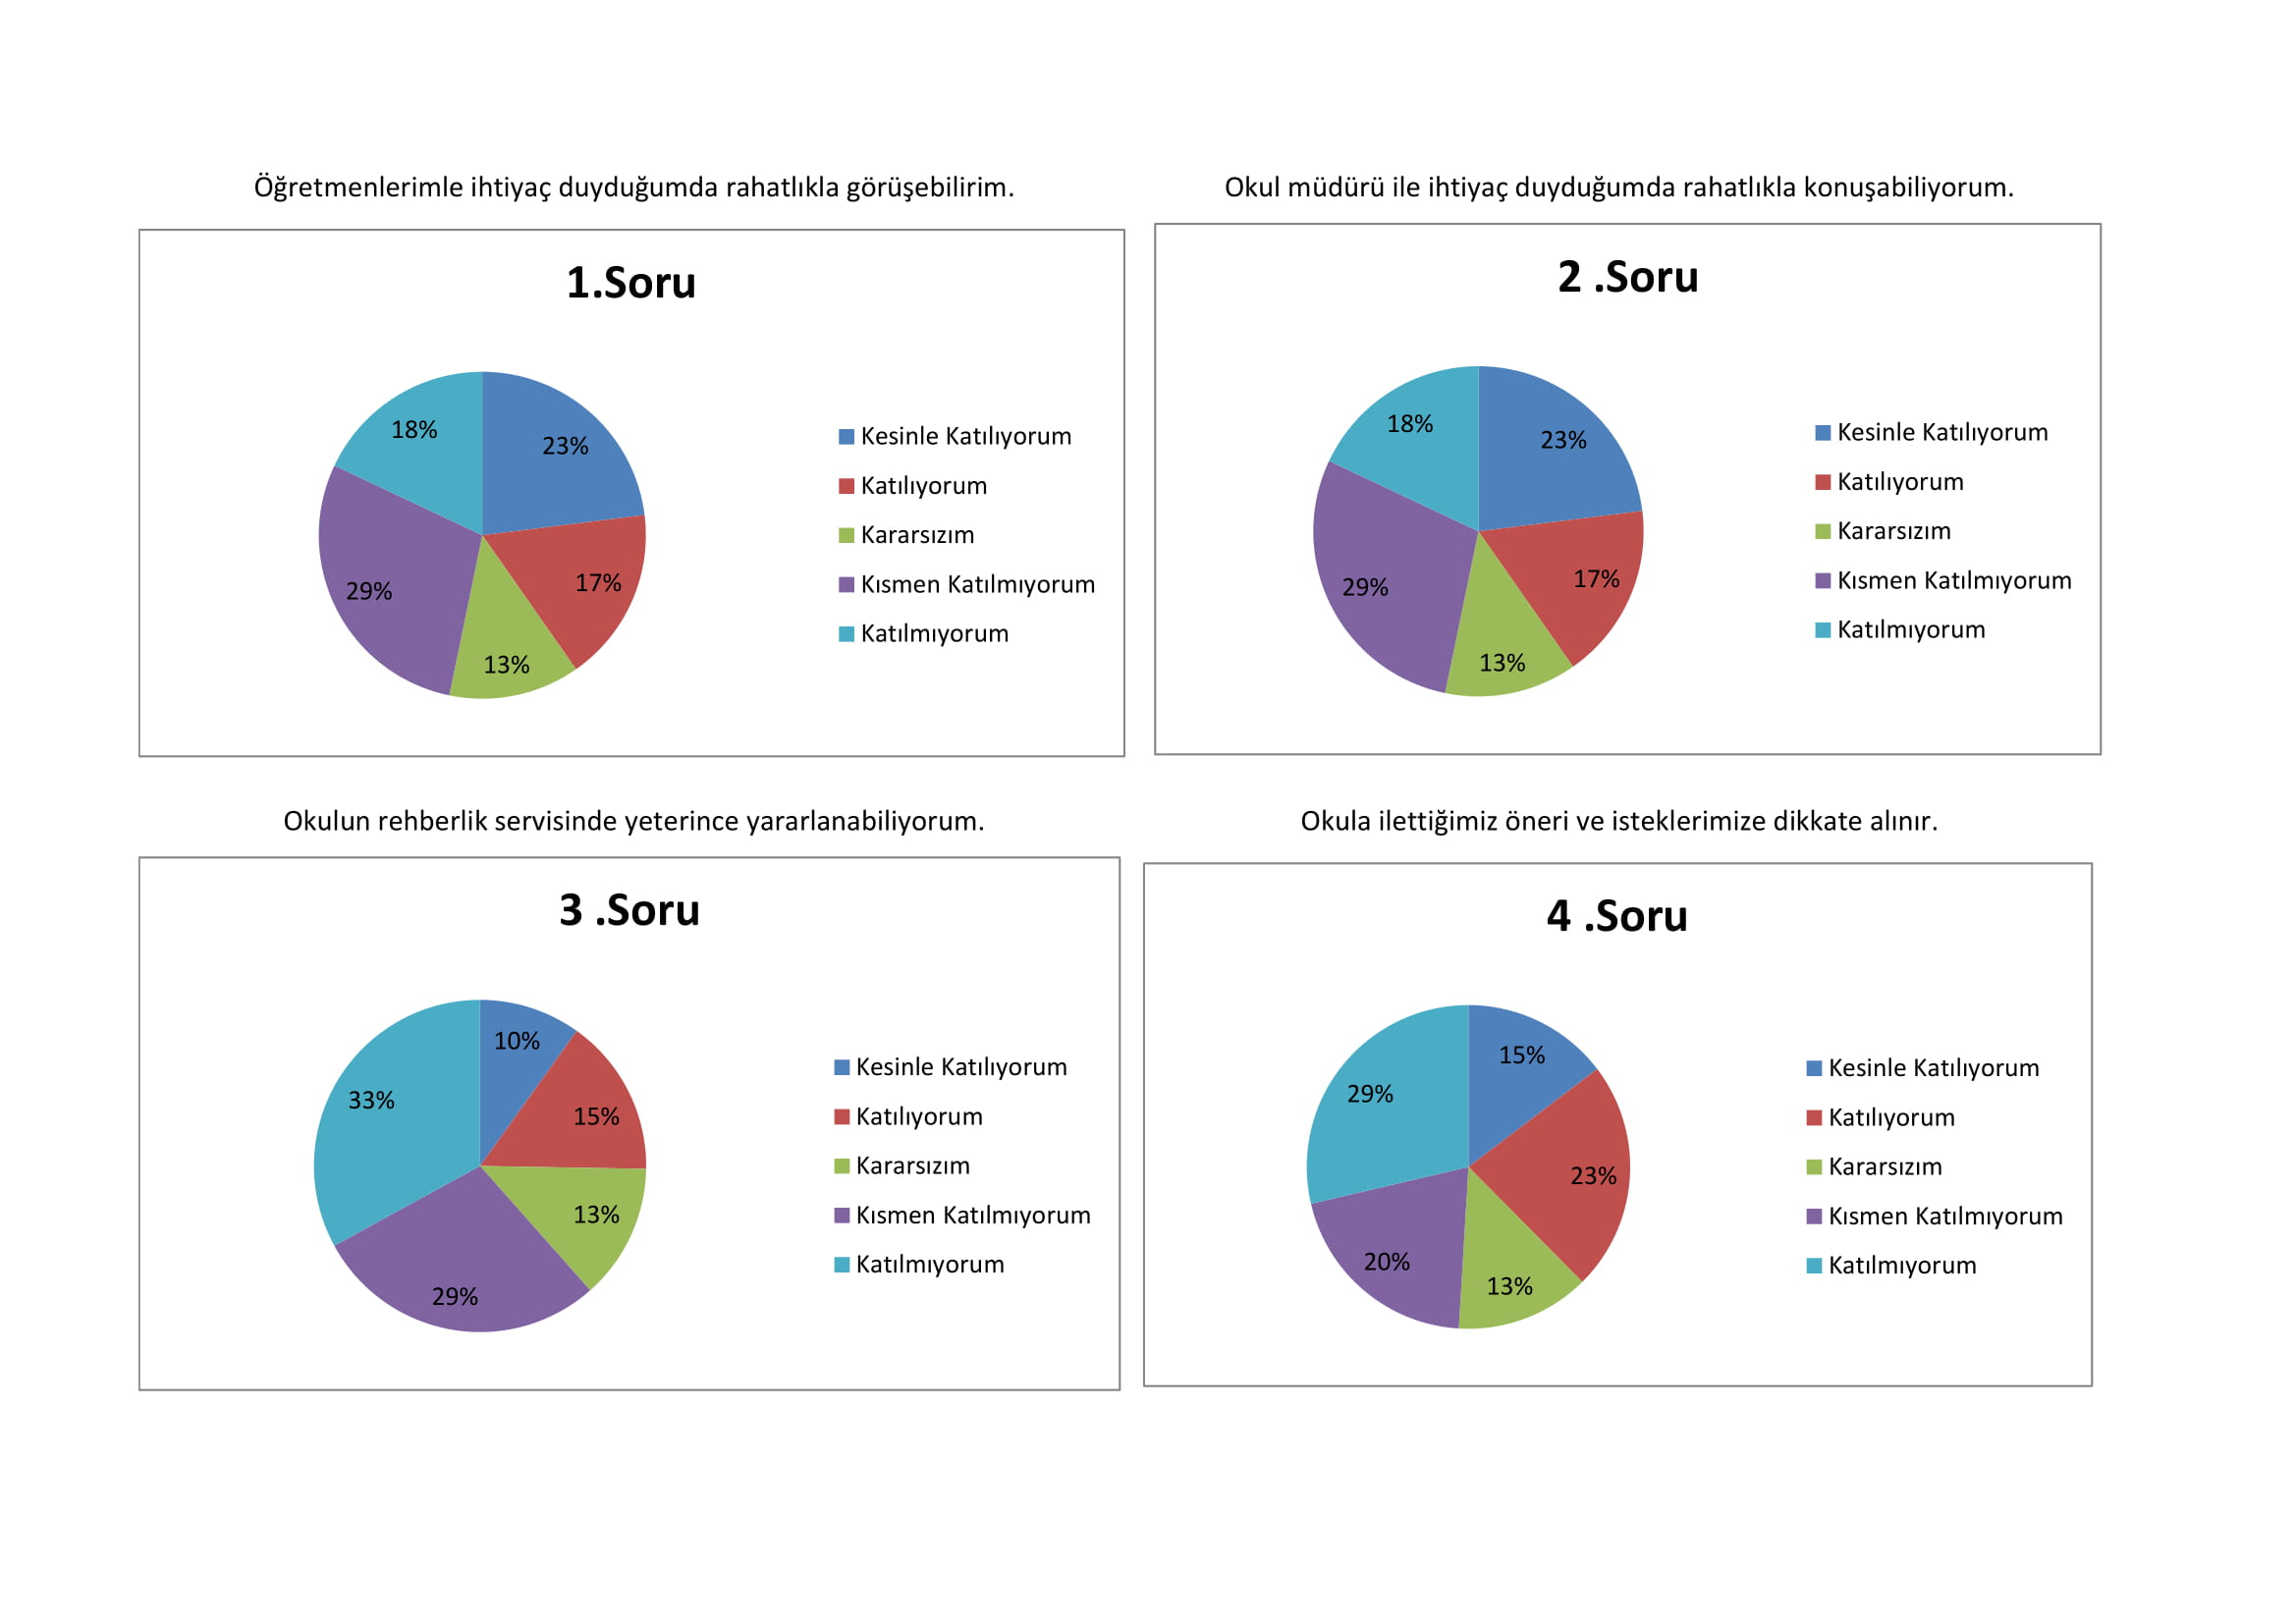 Öğretmenlerimle ihtiyaç duyduğumda rahatlıkla görüşebilirim.
1.Soru
23%
17%
13%
29%
18%
Kesinle Katılıyorum
Katılıyorum
Kararsızım
Kısmen Katılmıyorum
Katılmıyorum
Okul müdürü ile ihtiyaç duyduğumda rahatlıkla konuşabiliyorum.
2 .Soru
23%
17%
13%
29%
18%
Kesinle Katılıyorum
Katılıyorum
Kararsızım
Kısmen Katılmıyorum
Katılmıyorum
Okulun rehberlik servisinde yeterince yararlanabiliyorum.
3 .Soru
10%
15%
13%
29%
33%
Kesinle Katılıyorum
Katılıyorum
Kararsızım
Kısmen Katılmıyorum
Katılmıyorum
Okula ilettiğimiz öneri ve isteklerimize dikkate alınır.
4 .Soru
15%
23%
13%
20%
29%
Kesinle Katılıyorum
Katılıyorum
Kararsızım
Kısmen Katılmıyorum
Katılmıyorum